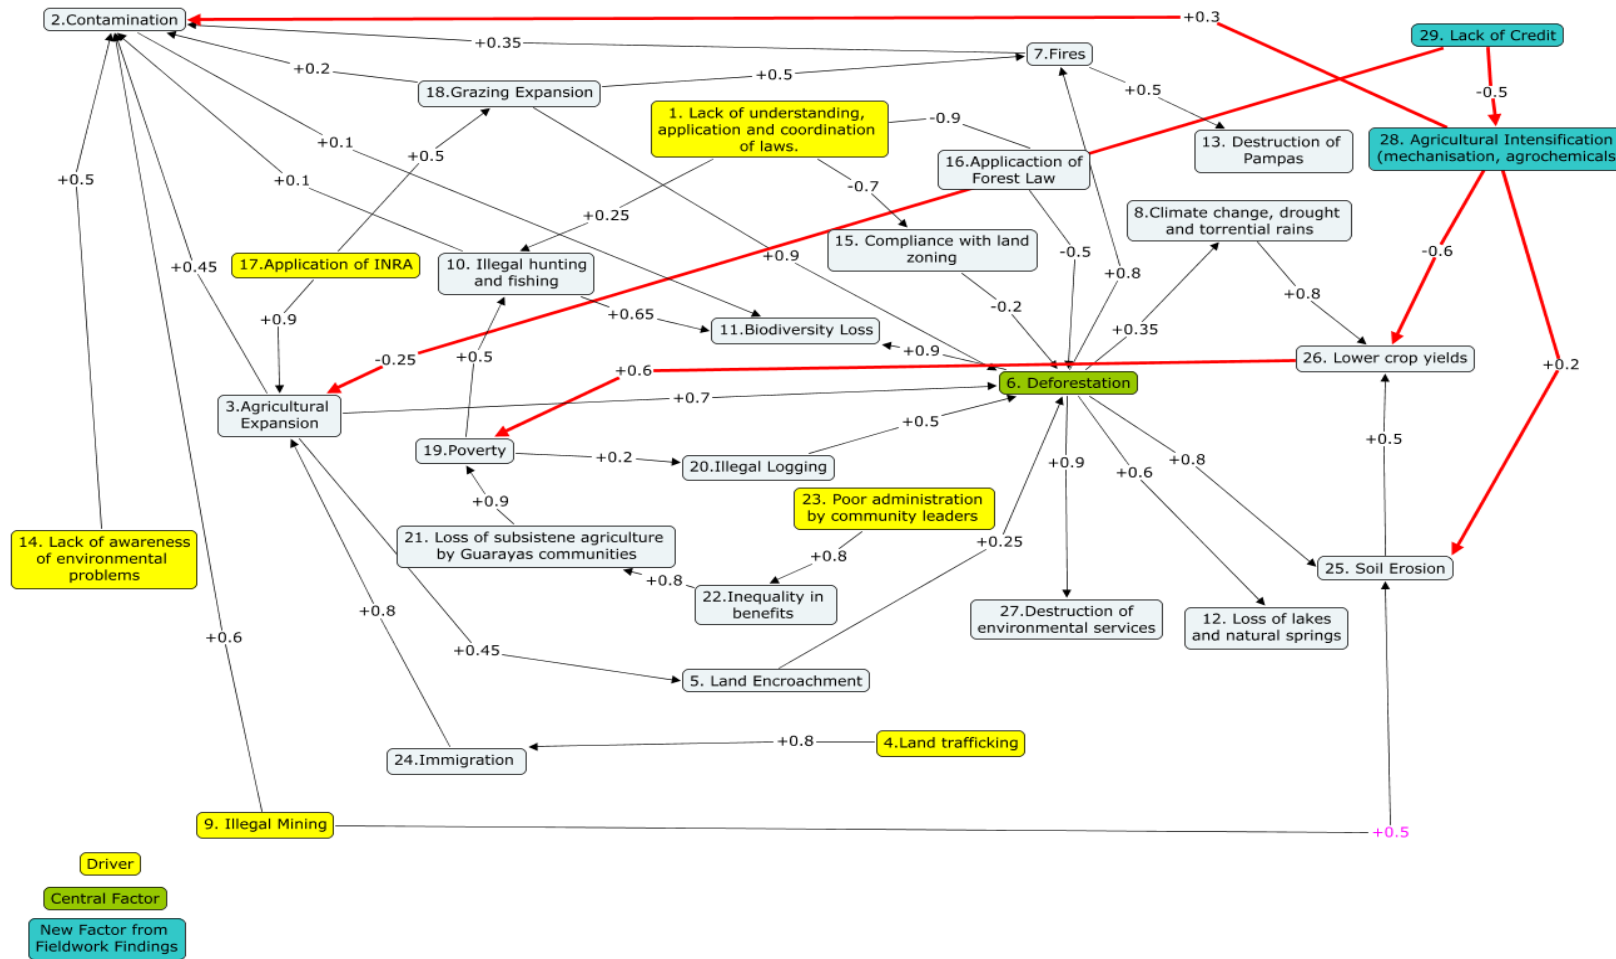 2.Contamination
+0.3
29. Lack of Credit
+0.35
7.Fires
+0.2
+0.5
18.Grazing Expansion
+0.5
-0.5
1. Lack of understanding,
application and coordination
of laws.
-0.9
13. Destruction of
Pampas
28. Agricultural Intensification
(mechanisation, agrochemicals
+0.1
+0.5
16.Applicaction of
Forest Law
+0.5
+0.1
-0.7
+0.25
8.Climate change, drought
and torrential rains
15. Compliance with land
zoning
-0.5
-0.6
17.Application of INRA
+0.45
10. Illegal hunting
and fishing
+0.9
+0.8
+0.8
+0.9
+0.65
-0.2
11.Biodiversity Loss
+0.35
-0.25
+0.5
+0.9
26. Lower crop yields
+0.6
+0.2
6. Deforestation
3.Agricultural
Expansion
+0.7
+0.5
+0.5
19.Poverty
+0.2
20.Illegal Logging
+0.9
+0.6
+0.8
+0.9
23. Poor administration
by community leaders
14. Lack of awareness
of environmental
problems
21. Loss of subsistene agriculture
by Guarayas communities
+0.25
+0.8
25. Soil Erosion
+0.8
22.Inequality in
benefits
+0.8
27.Destruction of
environmental services
12. Loss of lakes
and natural springs
+0.6
+0.45
5. Land Encroachment
+0.8
4.Land trafficking
24.Immigration
9. Illegal Mining
+0.5
Driver
Central Factor
New Factor from
Fieldwork Findings